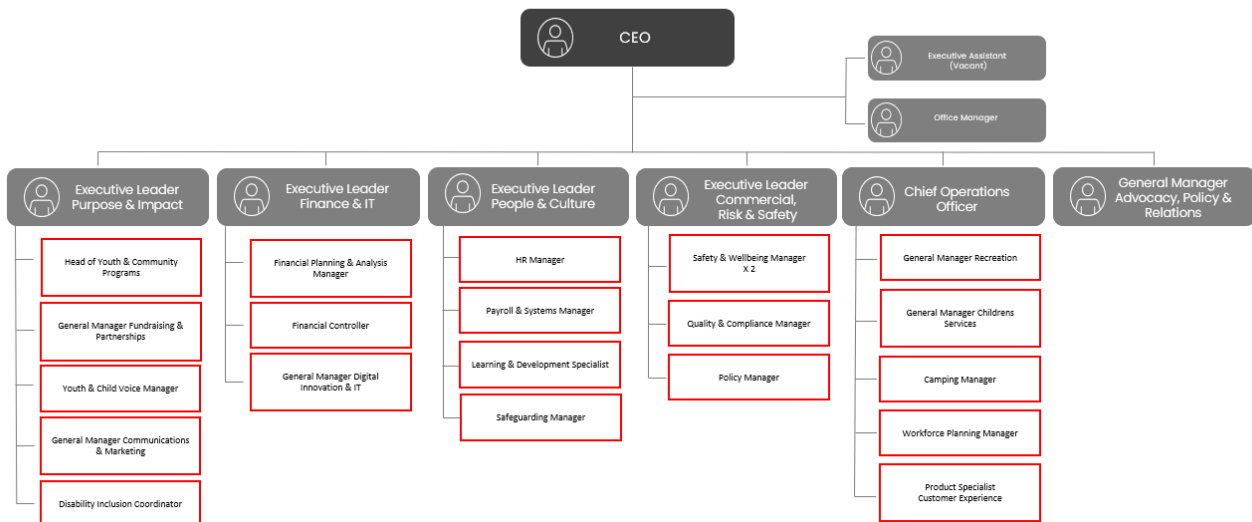 CEO
Executive Assistant
(Vacant)
Office Manager
Executive Leader
Purpose & Impact
Executive Leader
Finance & IT
Executive Leader
People & Culture
Executive Leader
Commercial,
Risk & Safety
Chief Operations
Officer
General Manager
Advocacy, Policy &
Relations
Head of Youth & Community
Programs
General Manager Fundraising &
Partnerships
Youth & Child Voice Manager
General Manager Communications
& Marketing
Disability Inclusion Coordinator
Financial Planning & Analysis
Manager
Financial Controller
General Manager Digital
Innovation & IT
HR Manager
Payroll & Systems Manager
Learning & Development Specialist
Safeguarding Manager
Safety & Wellbeing Manager
X 2
Quality & Compliance Manager
Policy Manager
General Manager Recreation
General Manager Childrens
Services
Camping Manager
Workforce Planning Manager
Product Specialist
Customer Experience